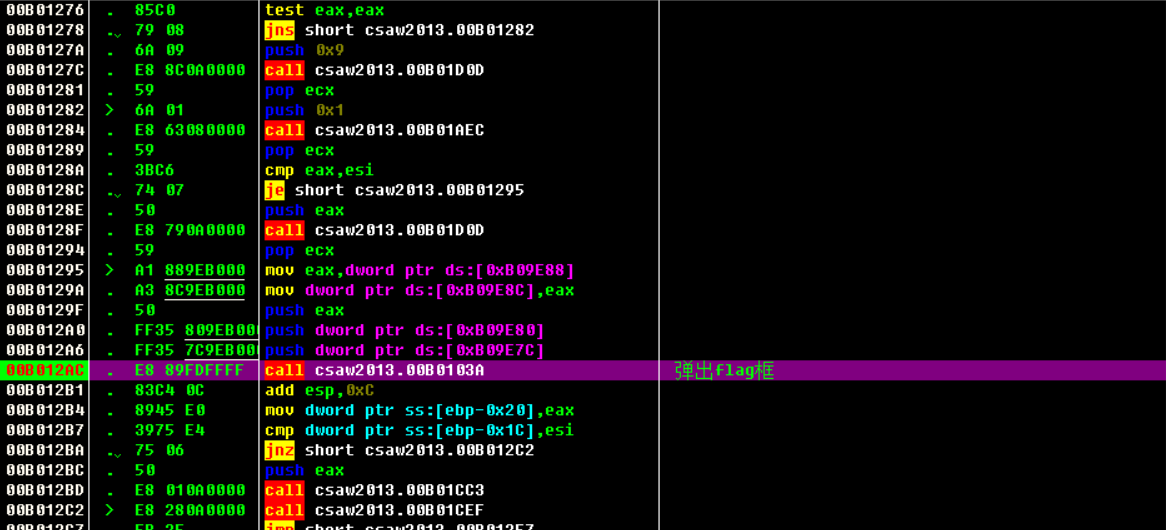 00B01276 . 85C0 test eax,eax
00B01278 . 79 08 jns short csaw2013.00B01282
00B0127A . 6A 09 push 0x9
00B0127C . E8 8C0A0000 call csaw2013.00B01D0D
00B01281 . 59 pop ecx
00B01282 > 6A 01 push 0x1
00B01284 . E8 63080000 call csaw2013.00B01AEC
00B01289 . 59 pop ecx
00B0128A . 3BC6 cmp eax,esi
00B0128C . 74 07 je short csaw2013.00B01295
00B0128E . 50 push eax
00B0128F . E8 790A0000 call csaw2013.00B01D0D
00B01294 . 59 pop ecx
00B01295 > A1 889EB000 mov eax,dword ptr ds:[0xB09E88]
00B0129A . A3 8C9EB000 mov dword ptr ds:[0xB09E8C],eax
00B0129F . 50 push eax
00B012A0 . FF35 809EB00 push dword ptr ds:[0xB09E80]
00B012A6 . FF35 7C9EB00 push dword ptr ds:[0xB09E7C]
00B012AC . E8 89FDFFFF call csaw2013.00B0103A 弹出flag框
00B012B1 . 83C4 0C add esp,0xC
00B012B4 . 8945 E0 mov dword ptr ss:[ebp-0x20],eax
00B012B7 . 3975 E4 cmp dword ptr ss:[ebp-0x1C],esi
00B012BA . 75 06 jnz short csaw2013.00B012C2
00B012BC . 50 push eax
00B012BD . E8 010A0000 call csaw2013.00B01CC3
00B012C2 > E8 280A0000 call csaw2013.00B01CEF